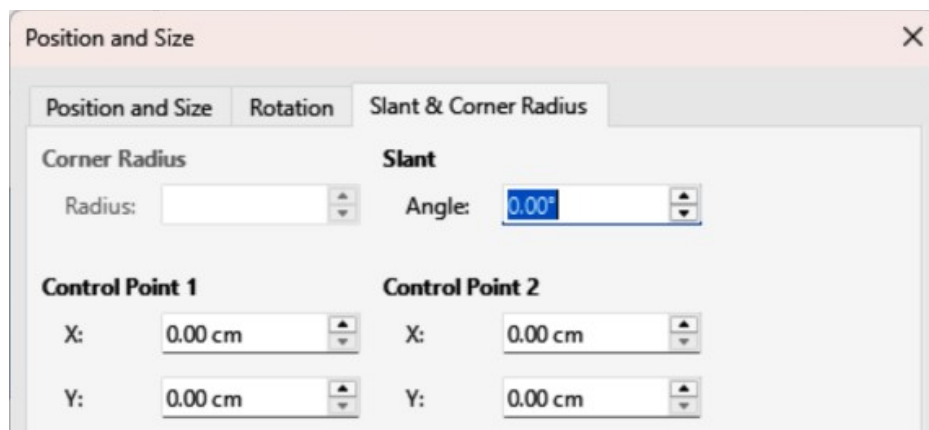 Position and Size
Position and Size Rotation Slant & Corner Radius
Corner Radius Slant
Radius: Angle: 0.00°
Control Point 1 Control Point 2
X: 0.00 cm X: 0.00 cm
Y: 0.00 cm Y: 0.00 cm